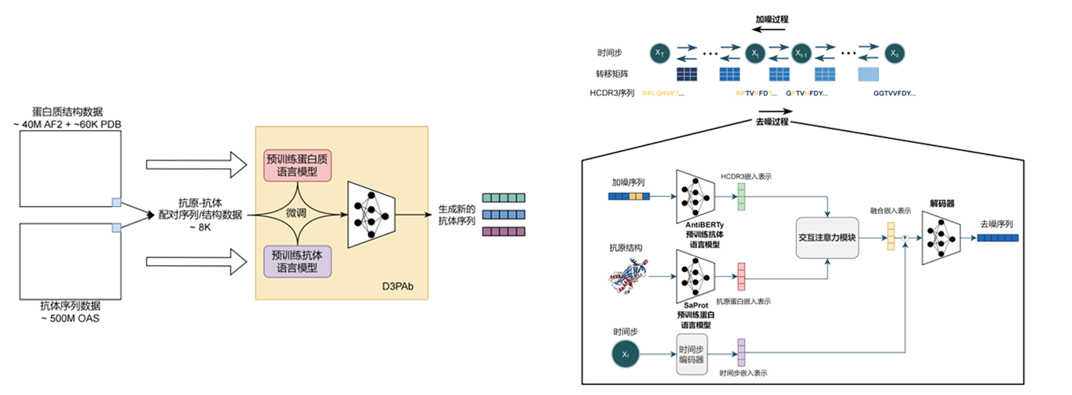 蛋白质结构数据
~ 40M AF2 + ~60K PDB
抗原-抗体
配对序列/结构数据
~ 8K
抗体序列数据
~ 500M OAS
预训练蛋白质
语言模型
微调
预训练抗体
语言模型
D3PAb
生成新的
抗体序列
加噪过程
时间步
XT
...
Xt
Xt-1
...
X0
转移矩阵
HCDR3序列
RPLQHVET...
RPTVHFDT...
GPTVHFDY...
GGTVVFDY...
去噪过程
加噪序列
HCDR3嵌入表示
AntiBERTy
预训练抗体
语言模型
抗原结构
抗原蛋白嵌入表示
SaProt
预训练蛋白
语言模型
交互注意力模块
融合嵌入表示
+
解码器
去噪序列
时间步
Xt
时间步
编码器
时间步嵌入表示